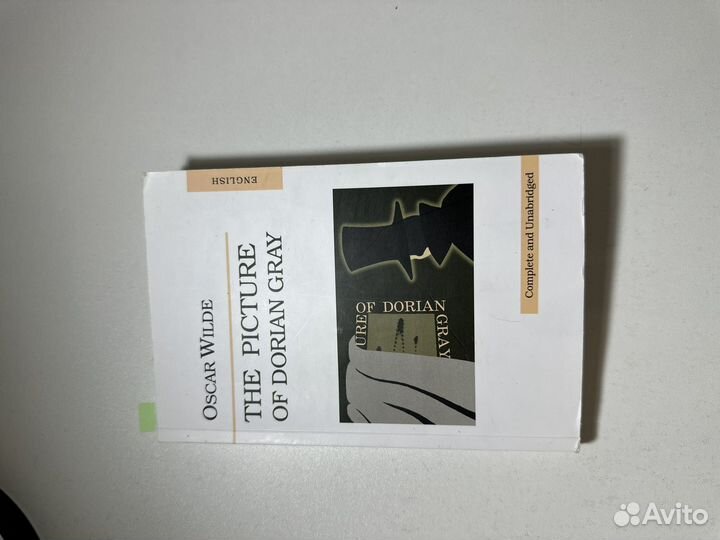 ENGLISH
OSCAR WILDE
THE PICTURE
OF DORIAN GRAY
URE OF DORIAN GRAY
Complete and Unabridged
Avito